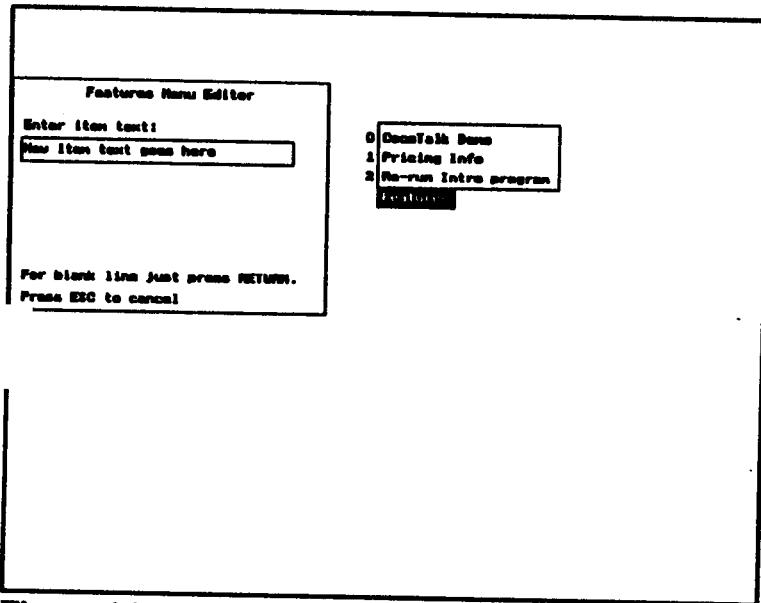 Features Menu Editor
Enter item text:
New item text goes here
For blank line just press RETURN.
Press ESC to cancel
0 Demo
1 Pricing Info
2 Re-run Intro program
Features